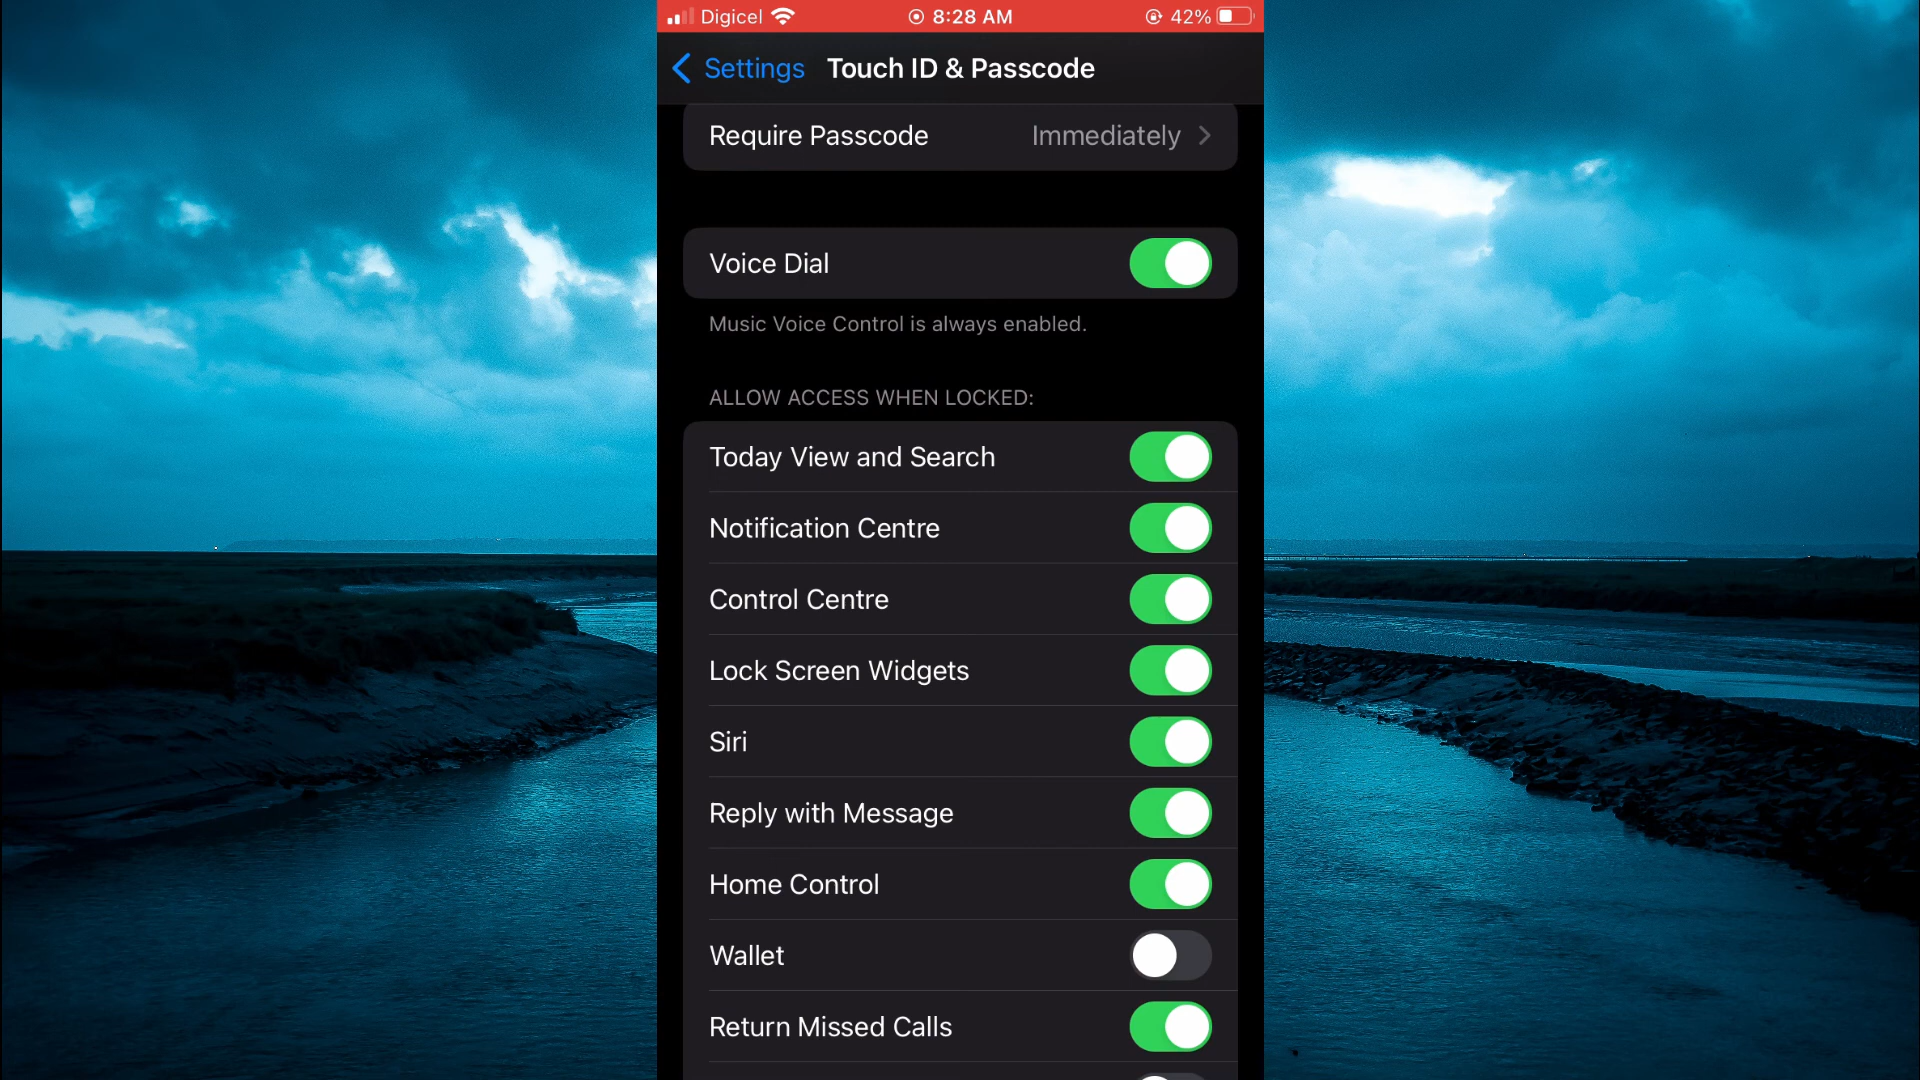 Digicel 8:28 AM 42%
Settings Touch ID & Passcode
Require Passcode Immediately
Voice Dial
Music Voice Control is always enabled.
ALLOW ACCESS WHEN LOCKED:
Today View and Search
Notification Centre
Control Centre
Lock Screen Widgets
Siri
Reply with Message
Home Control
Wallet
Return Missed Calls